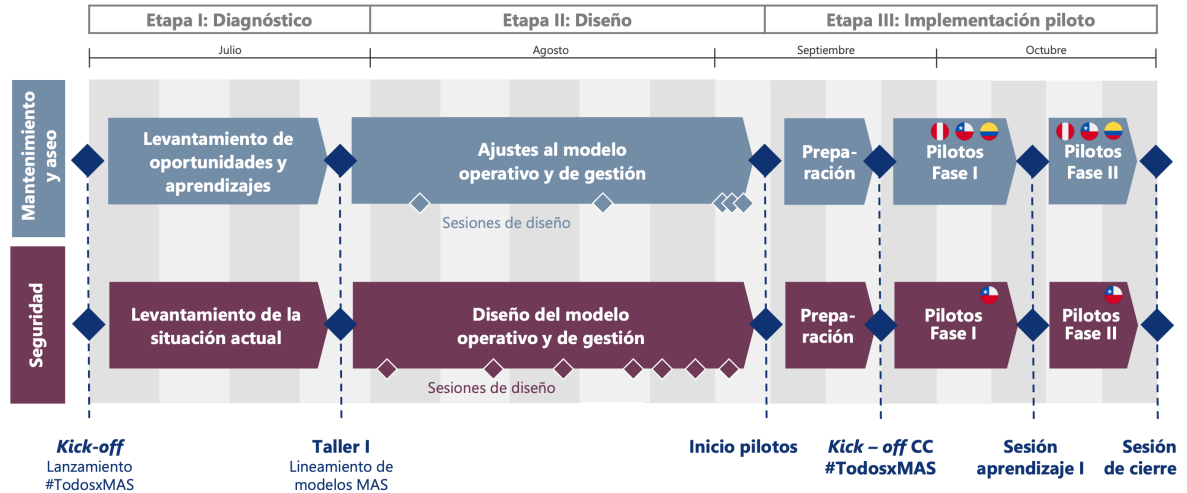 Etapa I: Diagnóstico
Etapa II: Diseño
Etapa III: Implementación piloto
Julio
Agosto
Septiembre
Octubre
Mantenimiento
y aseo
Levantamiento de
oportunidades y
aprendizajes
Ajustes al modelo
operativo y de gestión
Sesiones de diseño
Prepa-
ración
Pilotos
Fase I
Pilotos
Fase II
Seguridad
Levantamiento de la
situación actual
Diseño del modelo
operativo y de gestión
Sesiones de diseño
Prepa-
ración
Pilotos
Fase I
Pilotos
Fase II
Kick-off
Lanzamiento
#TodosxMAS
Taller I
Lineamiento de
modelos MAS
Inicio pilotos
Kick – off CC
#TodosxMAS
Sesión
aprendizaje I
Sesión
de cierre